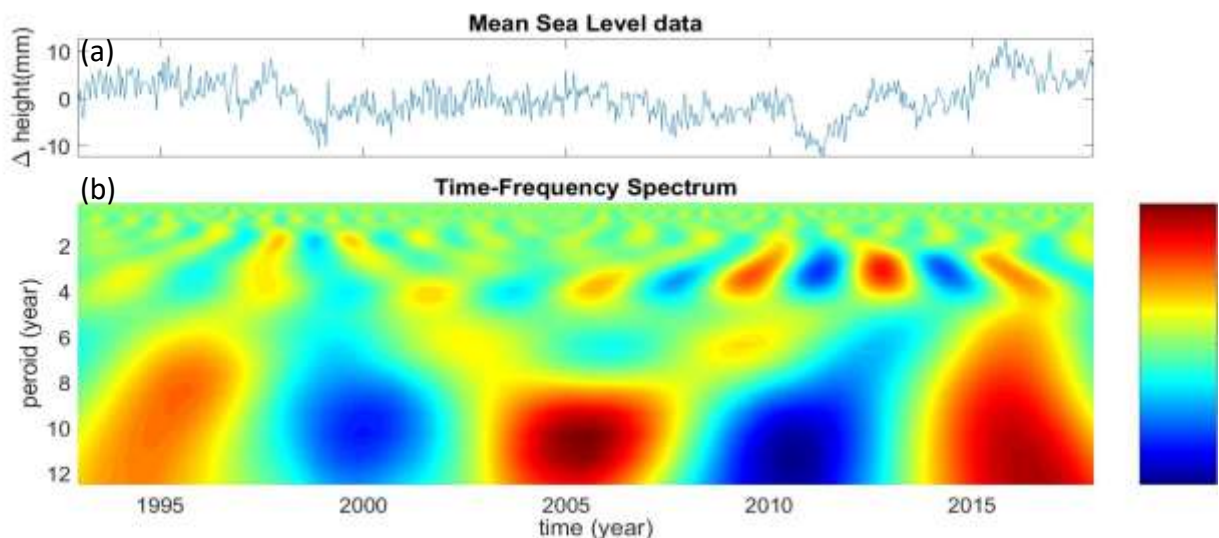 Mean Sea Level data
(a)
Δ height(mm)
10
0
-10
(b)
Time-Frequency Spectrum
peroid (year)
2
4
6
8
10
12
1995
2000
2005
2010
2015
time (year)